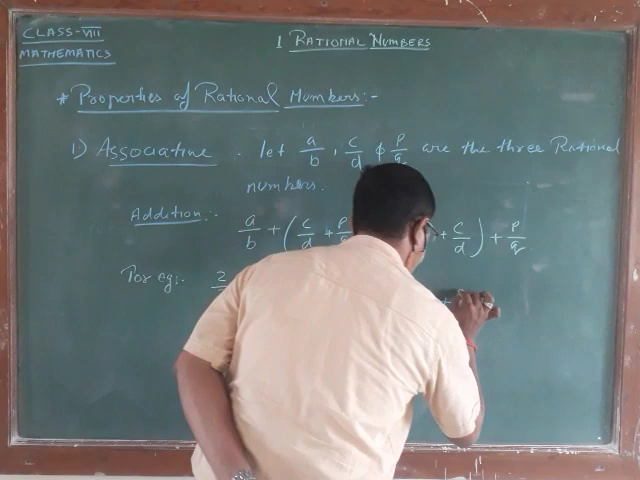 CLASS-VIII
MATHEMATICS
1 RATIONAL NUMBERS
* Properties of Rational Numbers:-
1) Associative . let a/b , c/d & p/q are the three Rational
numbers.
Addition:- a/b + (c/d + p/q + c/d) + p/q
For eg:- 2 +